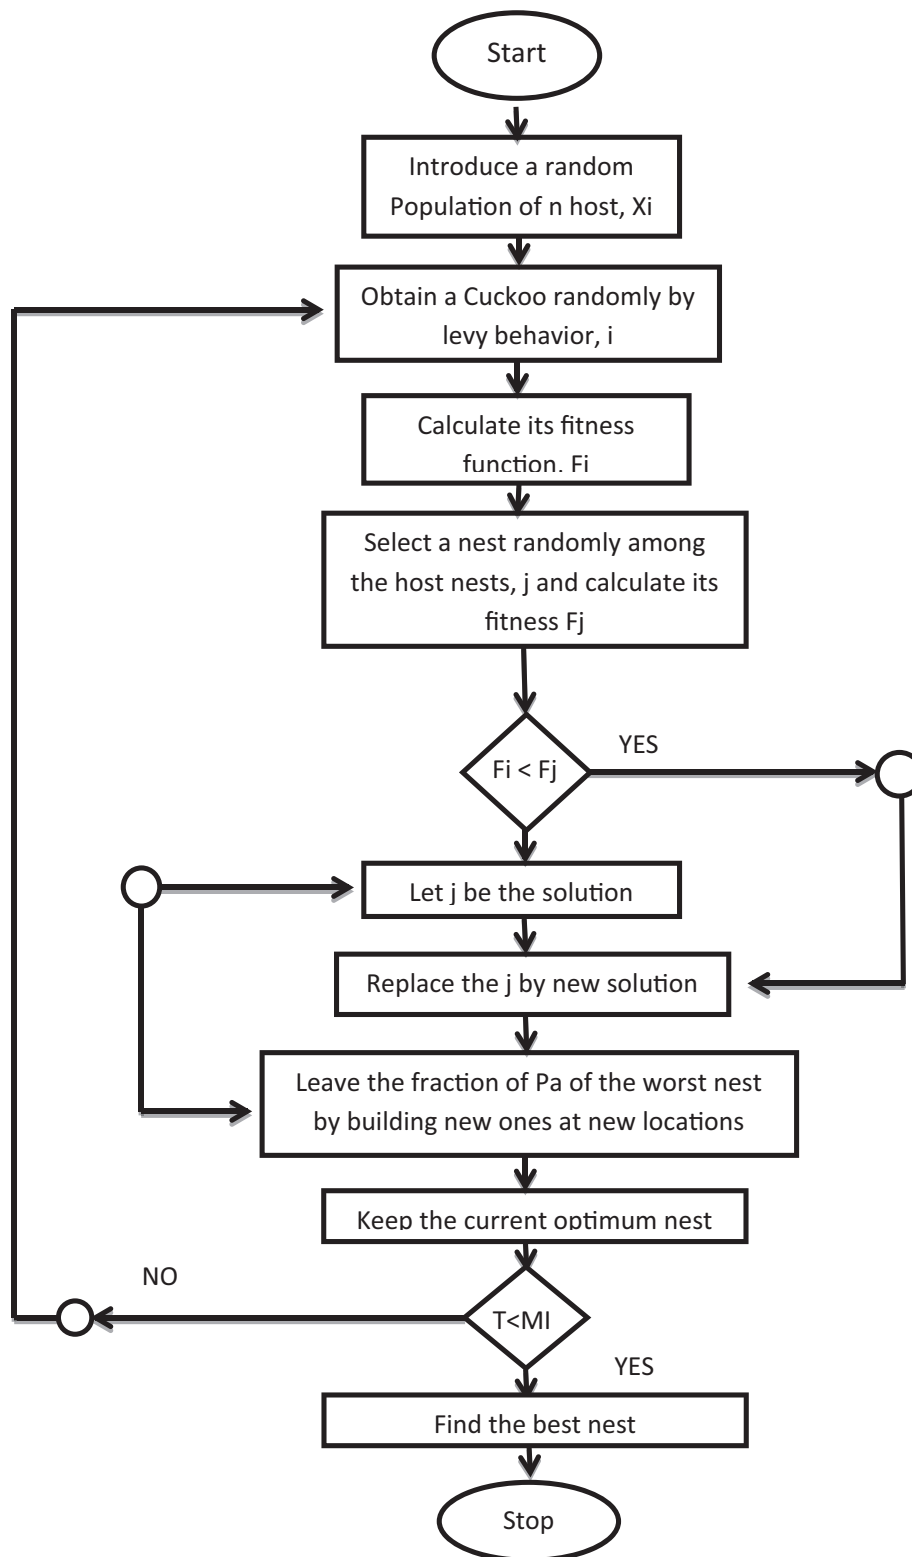 Start
Introduce a random
Population of n host, Xi
Obtain a Cuckoo randomly by
levy behavior, i
Calculate its fitness
function, Fi
Select a nest randomly among
the host nests, j and calculate its
fitness Fj
Fi < Fj
YES
Let j be the solution
Replace the j by new solution
Leave the fraction of Pa of the worst nest
by building new ones at new locations
Keep the current optimum nest
NO
T<MI
YES
Find the best nest
Stop